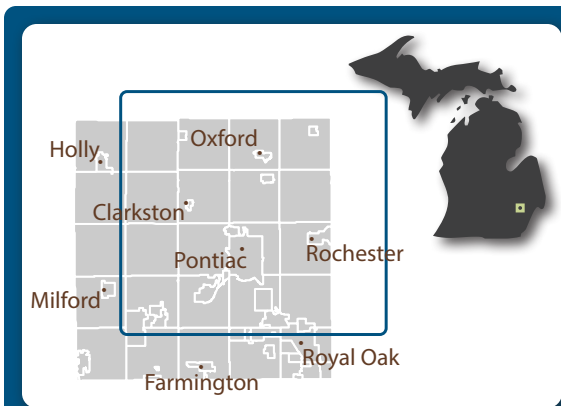 Oxford
Holly
Clarkston
Rochester
Pontiac
Milford
Royal Oak
Farmington